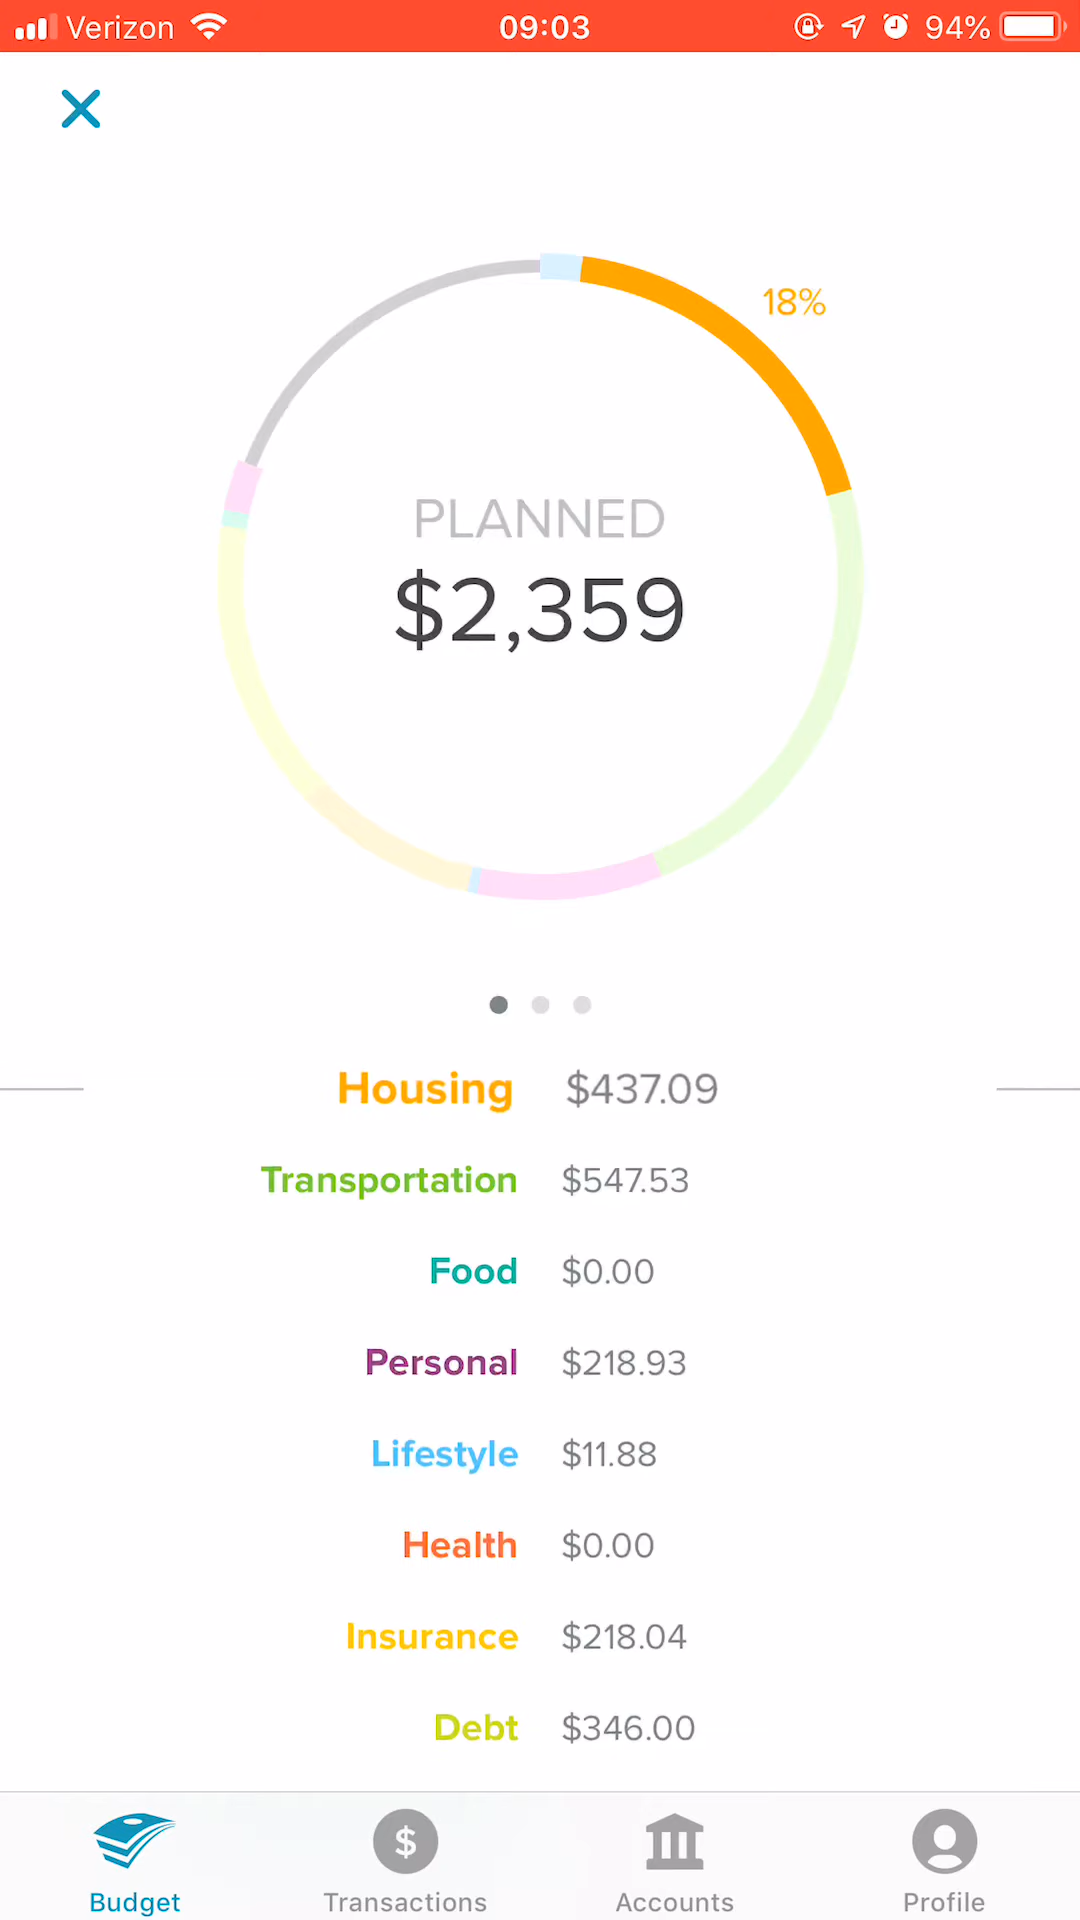 Verizon 09:03 94%
18%
PLANNED
$2,359
Housing $437.09
Transportation $547.53
Food $0.00
Personal $218.93
Lifestyle $11.88
Health $0.00
Insurance $218.04
Debt $346.00
$
Budget Transactions Accounts Profile